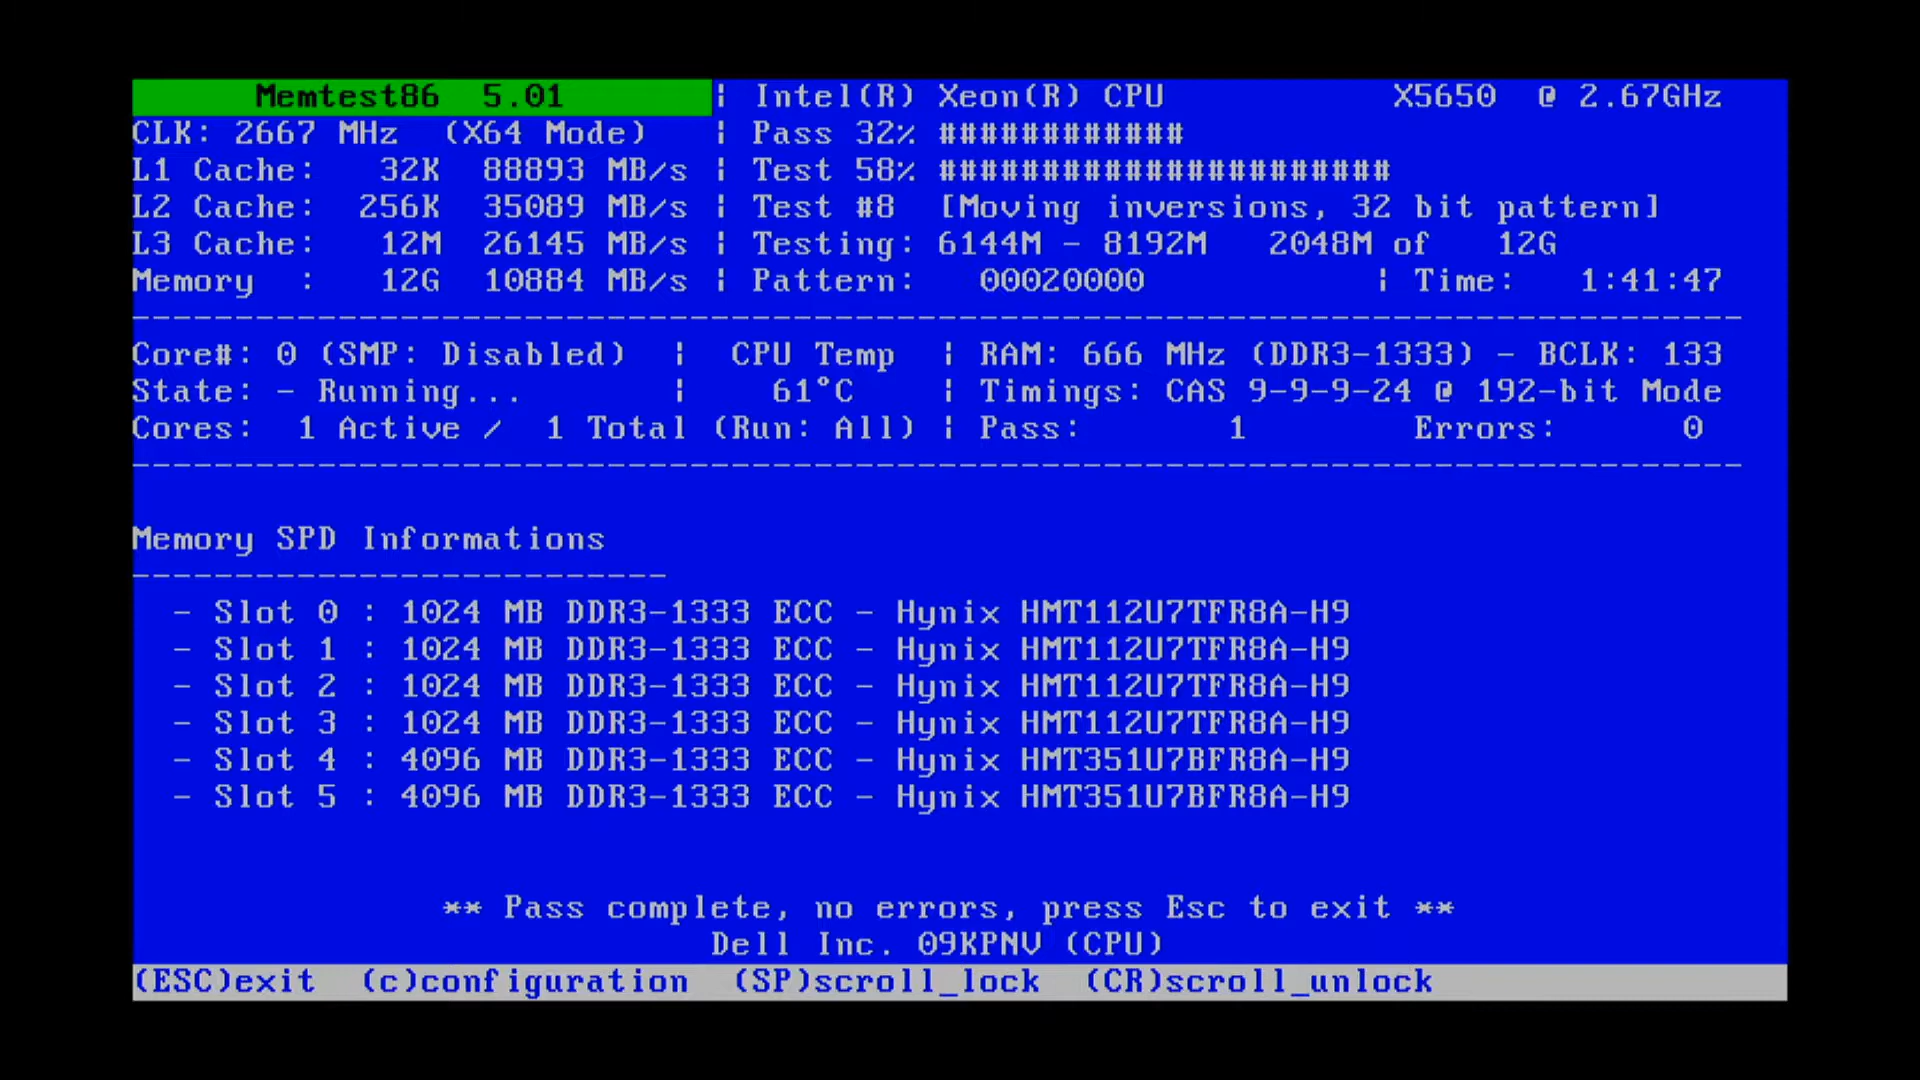 Memtest86 5.01 | Intel(R) Xeon(R) CPU X5650 @ 2.67GHz
CLK: 2667 MHz (X64 Mode) | Pass 32% ############
L1 Cache: 32K 88893 MB/s | Test 58% ######################
L2 Cache: 256K 35089 MB/s | Test #8 [Moving inversions, 32 bit pattern]
L3 Cache: 12M 26145 MB/s | Testing: 6144M - 8192M 2048M of 12G
Memory : 12G 10884 MB/s | Pattern: 00020000 | Time: 1:41:47
------------------------------------------------------------------------------
Core#: 0 (SMP: Disabled) | CPU Temp | RAM: 666 MHz (DDR3-1333) - BCLK: 133
State: - Running... | 61°C | Timings: CAS 9-9-9-24 @ 192-bit Mode
Cores: 1 Active / 1 Total (Run: All) | Pass: 1 Errors: 0
------------------------------------------------------------------------------
Memory SPD Informations
--------------------------
- Slot 0 : 1024 MB DDR3-1333 ECC - Hynix HMT112U7TFR8A-H9
- Slot 1 : 1024 MB DDR3-1333 ECC - Hynix HMT112U7TFR8A-H9
- Slot 2 : 1024 MB DDR3-1333 ECC - Hynix HMT112U7TFR8A-H9
- Slot 3 : 1024 MB DDR3-1333 ECC - Hynix HMT112U7TFR8A-H9
- Slot 4 : 4096 MB DDR3-1333 ECC - Hynix HMT351U7BFR8A-H9
- Slot 5 : 4096 MB DDR3-1333 ECC - Hynix HMT351U7BFR8A-H9
** Pass complete, no errors, press Esc to exit **
Dell Inc. 09KPNV (CPU)
(ESC)exit (c)configuration (SP)scroll_lock (CR)scroll_unlock